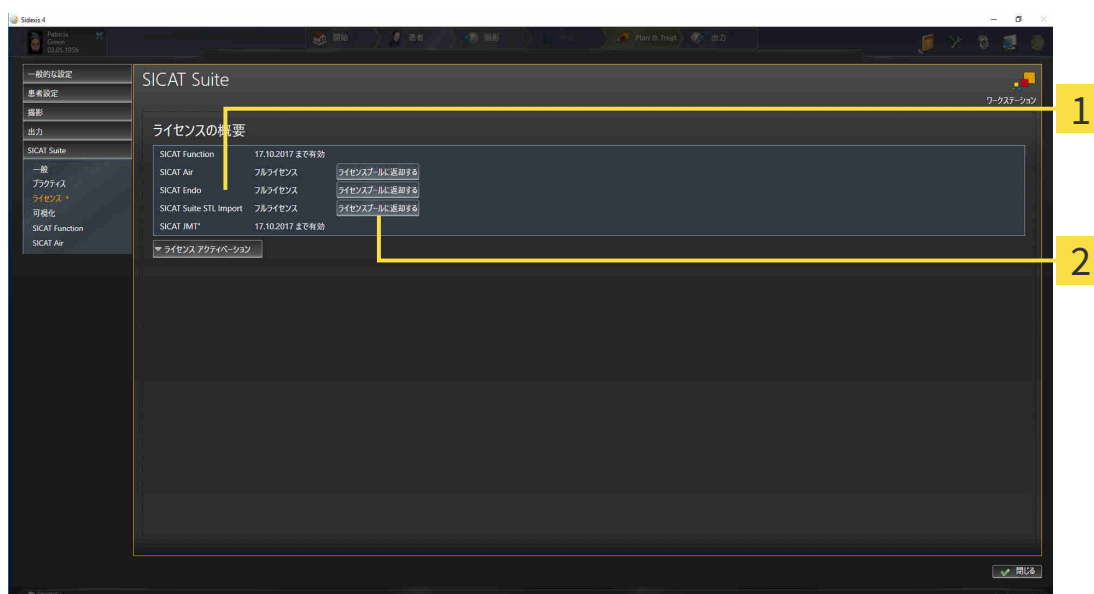 Sidexis 4
Patricia
Green
03.05.1956
開始
患者
撮影
Plan & Treat
出力
一般的な設定
患者設定
撮影
出力
SICAT Suite
一般
プラクティス
ライセンス *
可視化
SICAT Function
SICAT Air
SICAT Suite
ワークステーション
ライセンスの概要
SICAT Function 17.10.2017 まで有効
SICAT Air フルライセンス ライセンスプールに返却する
SICAT Endo フルライセンス ライセンスプールに返却する
SICAT Suite STL Import フルライセンス ライセンスプールに返却する
SICAT JMT⁺ 17.10.2017 まで有効
ライセンス アクティベーション
1
2
閉じる